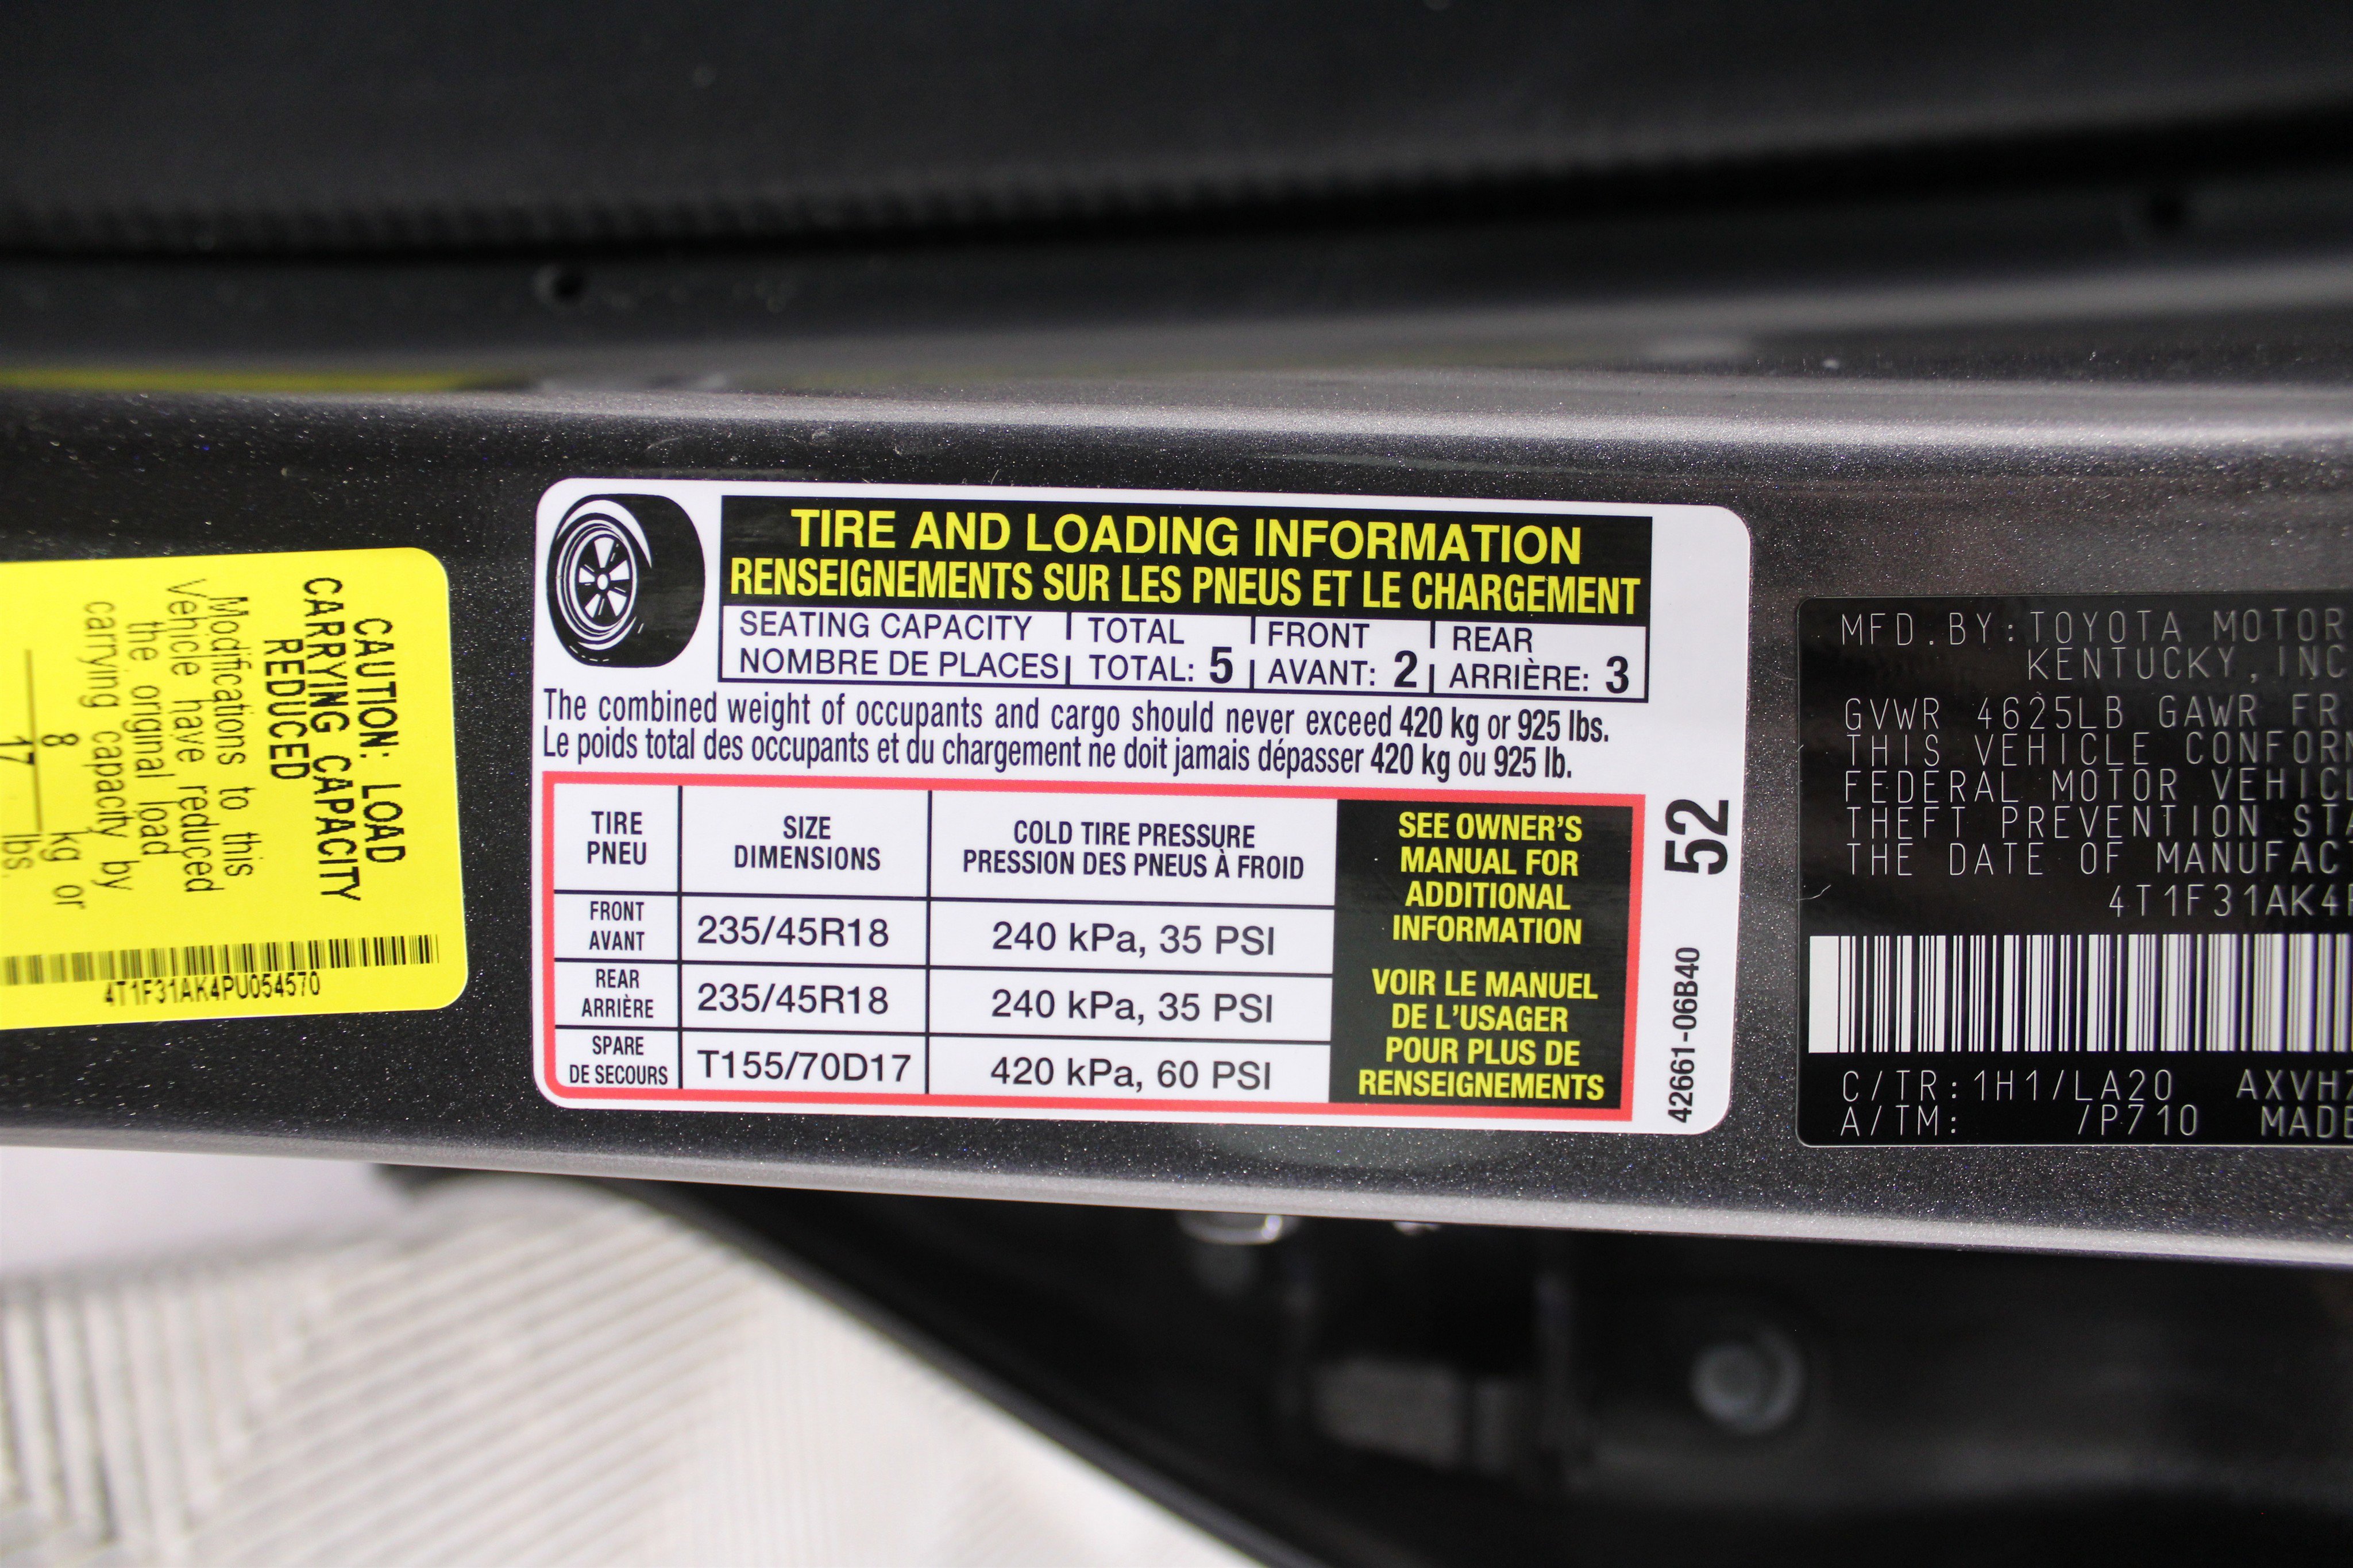 CAUTION: LOAD
CARRYING CAPACITY
REDUCED
Modifications to this
Vehicle have reduced
the original load
carrying capacity by
8 kg or
17 lbs.
4T1F31AK4PU054570
TIRE AND LOADING INFORMATION
RENSEIGNEMENTS SUR LES PNEUS ET LE CHARGEMENT
SEATING CAPACITY TOTAL FRONT REAR
NOMBRE DE PLACES TOTAL: 5 AVANT: 2 ARRIÈRE: 3
The combined weight of occupants and cargo should never exceed 420 kg or 925 lbs.
Le poids total des occupants et du chargement ne doit jamais dépasser 420 kg ou 925 lb.
TIRE SIZE COLD TIRE PRESSURE
PNEU DIMENSIONS PRESSION DES PNEUS À FROID
FRONT
AVANT 235/45R18 240 kPa, 35 PSI
REAR
ARRIÈRE 235/45R18 240 kPa, 35 PSI
SPARE
DE SECOURS T155/70D17 420 kPa, 60 PSI
SEE OWNER'S
MANUAL FOR
ADDITIONAL
INFORMATION
VOIR LE MANUEL
DE L'USAGER
POUR PLUS DE
RENSEIGNEMENTS
52
42661-06B40
MFD.BY: TOYOTA MOTOR
KENTUCKY, INC
GVWR 4625LB GAWR FR
THIS VEHICLE CONFORM
FEDERAL MOTOR VEHICL
THEFT PREVENTION STA
THE DATE OF MANUFACT
4T1F31AK4P
C/TR: 1H1/LA20 AXVH7
A/TM: /P710 MADE